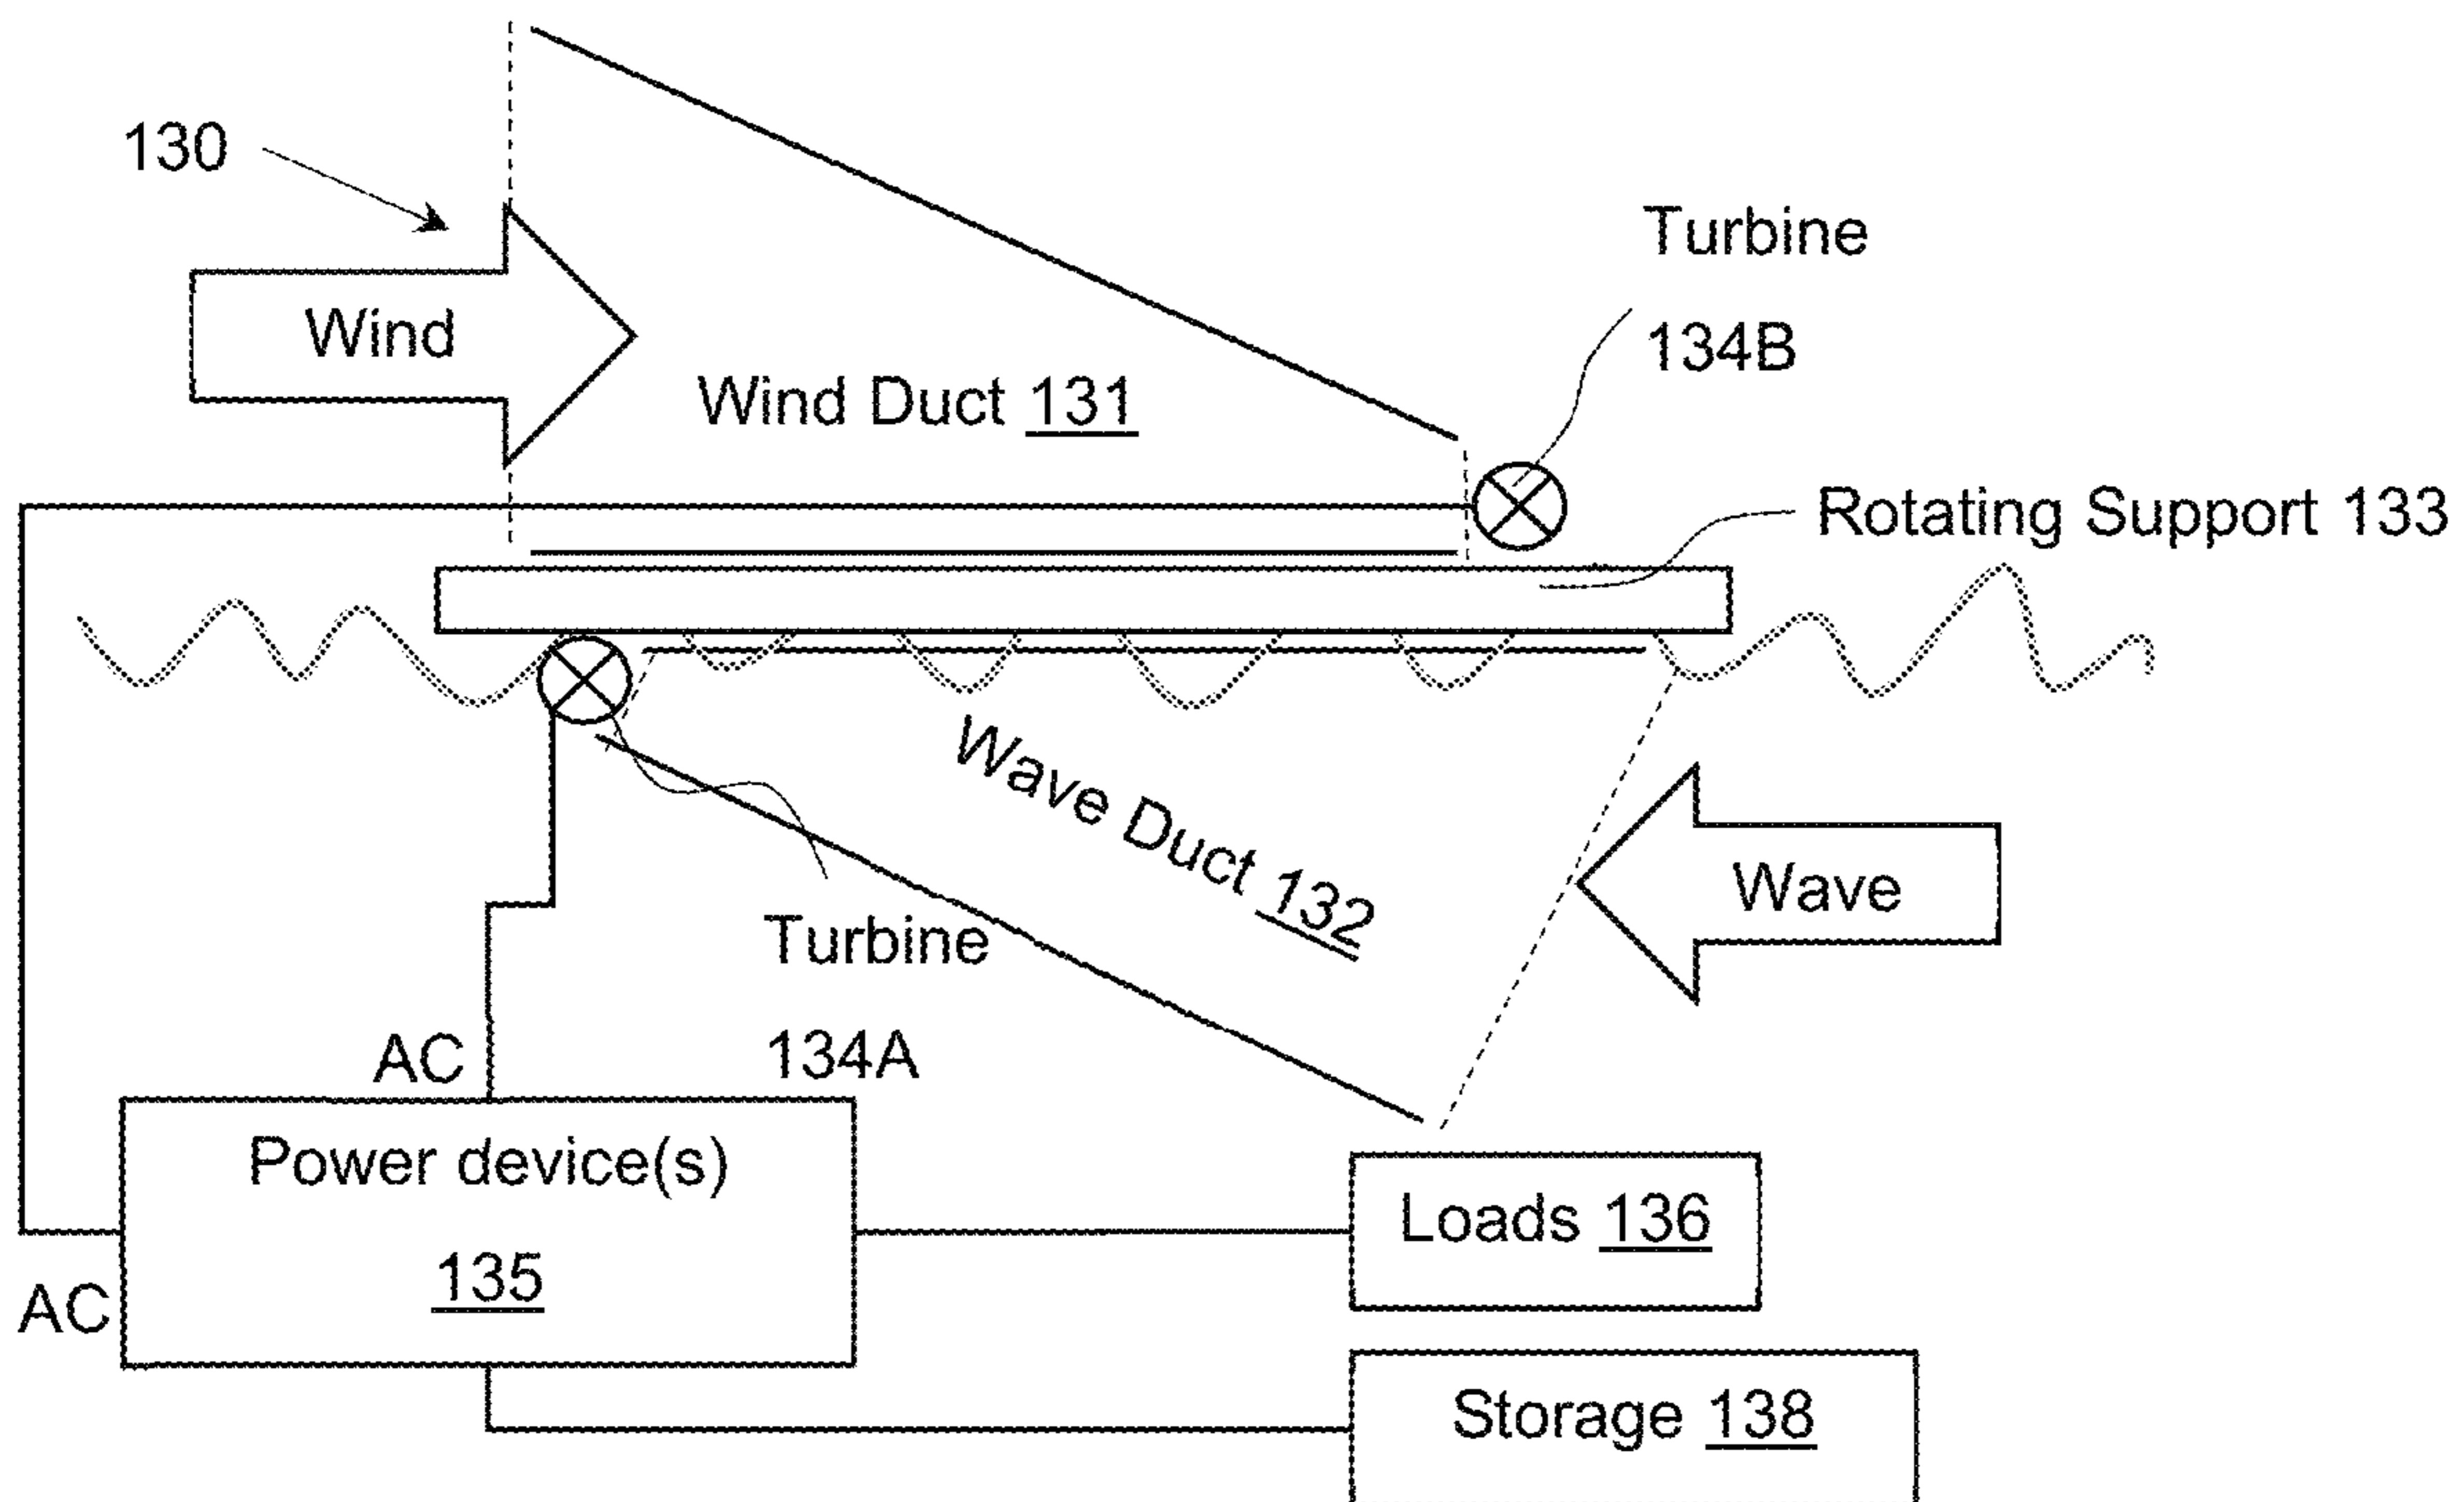 130
Wind
Wind Duct 131
Turbine
134B
Rotating Support 133
Wave Duct 132
Wave
Turbine
134A
AC
Power device(s)
135
AC
Loads 136
Storage 138